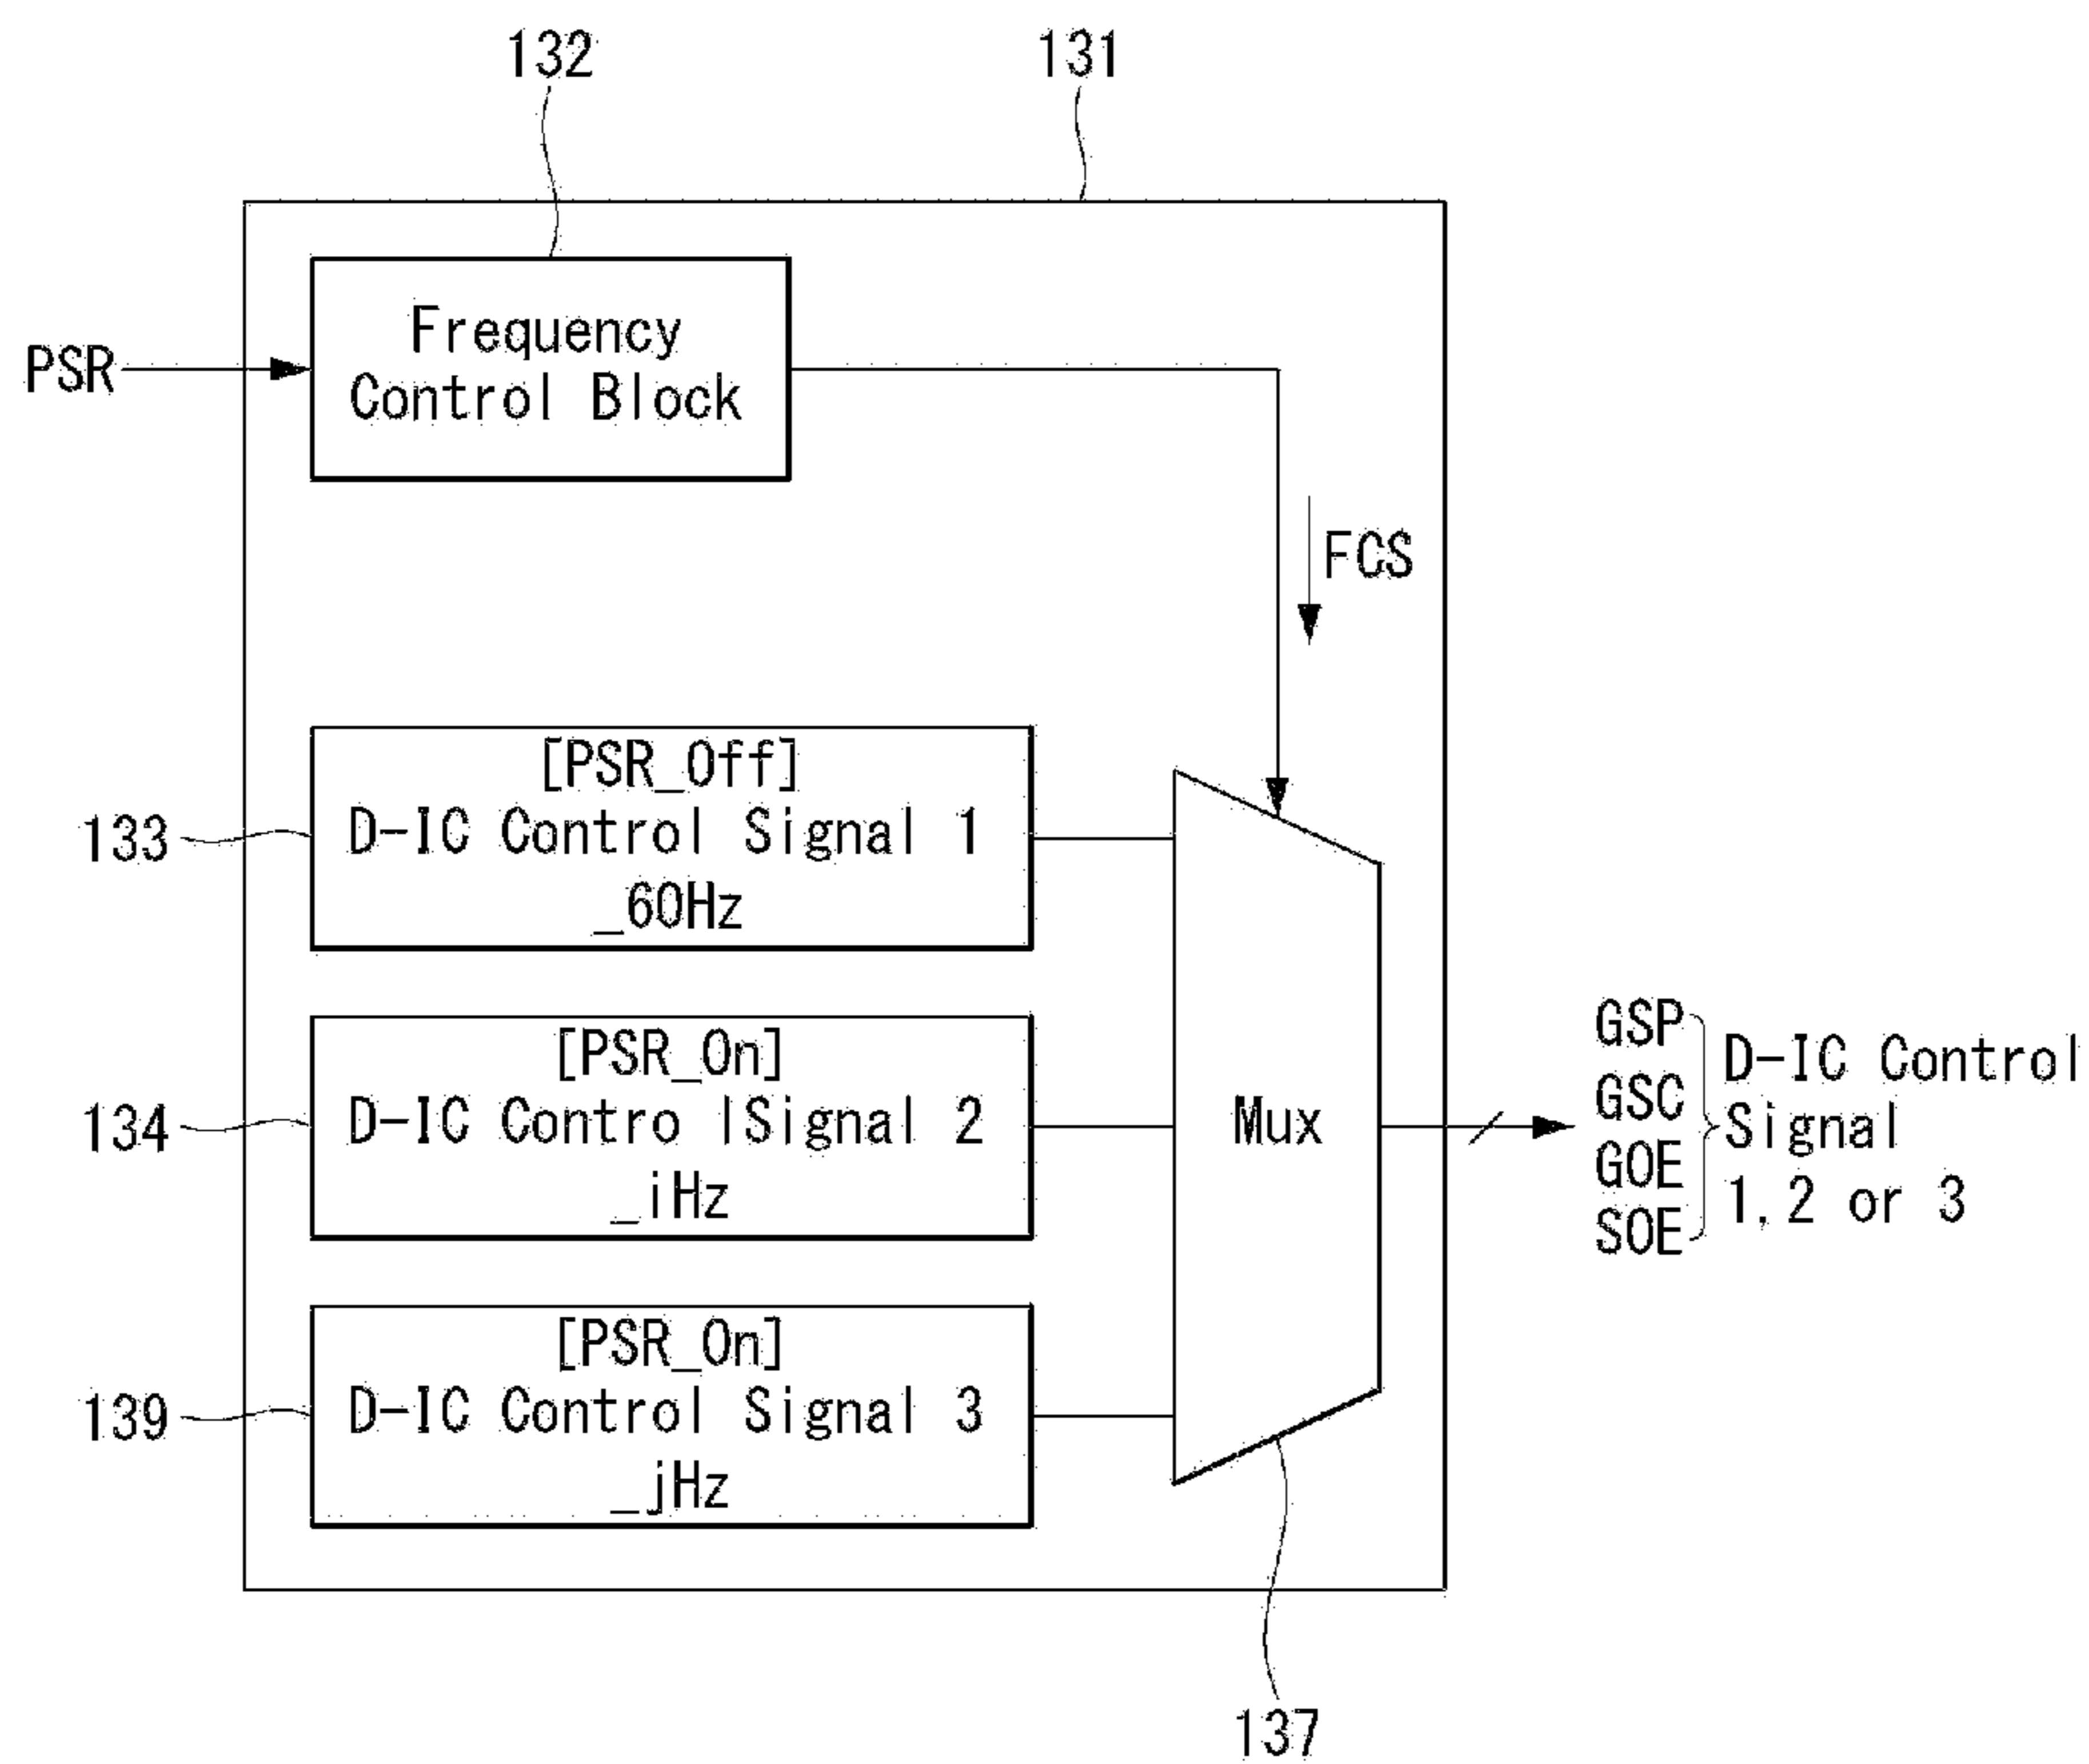 132
131
Frequency
Control Block
PSR
FCS
[PSR_Off]
D-IC Control Signal 1
_60Hz
133
[PSR_On]
D-IC Contro lSignal 2
_iHz
134
[PSR_On]
D-IC Control Signal 3
_jHz
139
Mux
GSP
GSC
GOE
SOE
D-IC Control
Signal
1,2 or 3
137